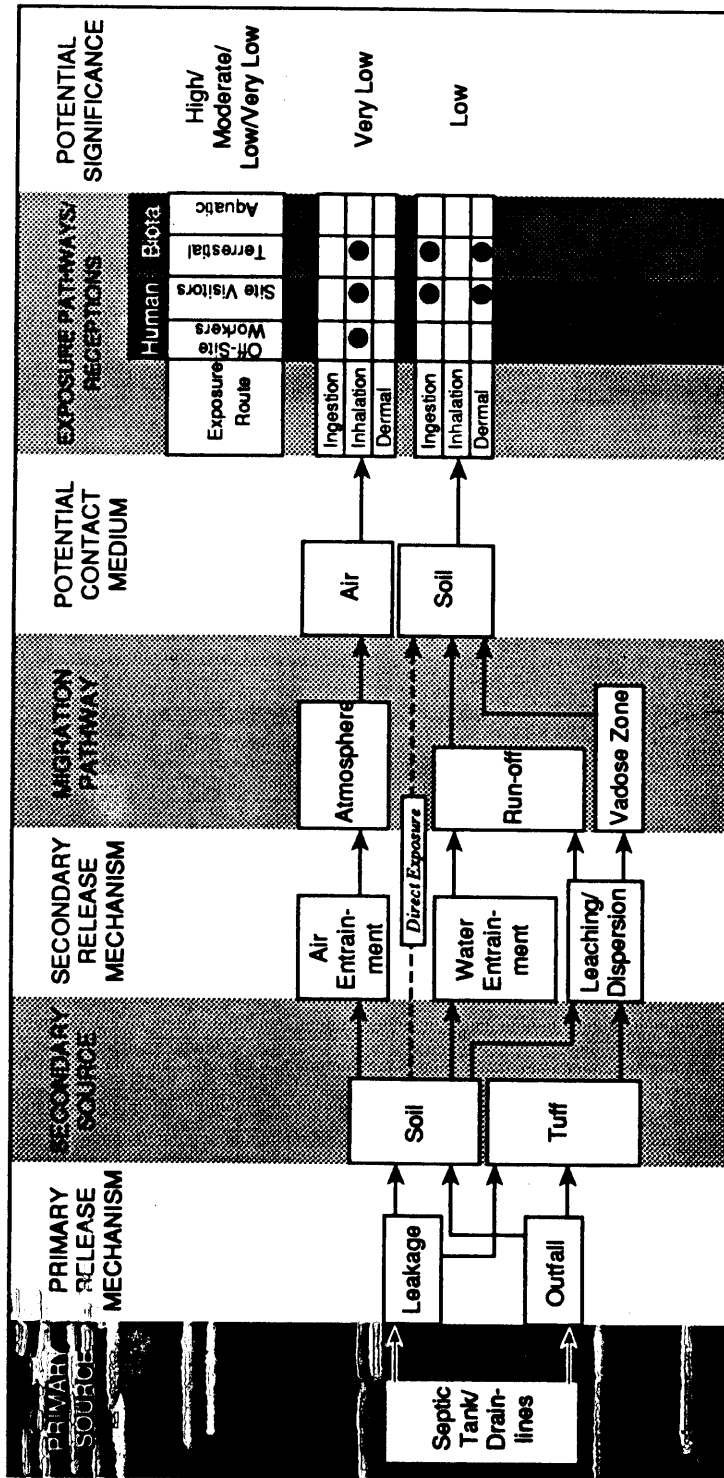 PRIMARY
SOURCE
PRIMARY
RELEASE
MECHANISM
SECONDARY
SOURCE
SECONDARY
RELEASE
MECHANISM
MIGRATION
PATHWAY
POTENTIAL
CONTACT
MEDIUM
EXPOSURE PATHWAYS/
RECEPTIONS
POTENTIAL
SIGNIFICANCE
Human
Biota
Exposure
Route
Off-Site
Workers
Site Visitors
Terrestrial
Aquatic
High/
Moderate/
Low/Very Low
Septic
Tank/
Drain-
lines
Leakage
Outfall
Soil
Tuff
Air
Entrain-
ment
Direct Exposure
Water
Entrain-
ment
Leaching/
Dispersion
Atmosphere
Run-off
Vadose Zone
Air
Soil
Ingestion
Inhalation
Dermal
Very Low
Ingestion
Inhalation
Dermal
Low